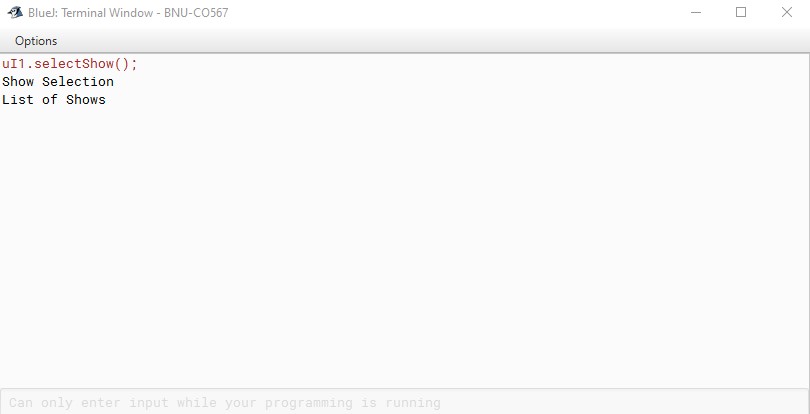 BlueJ: Terminal Window - BNU-CO567
Options
uI1.selectShow();
Show Selection
List of Shows
Can only enter input while your programming is running